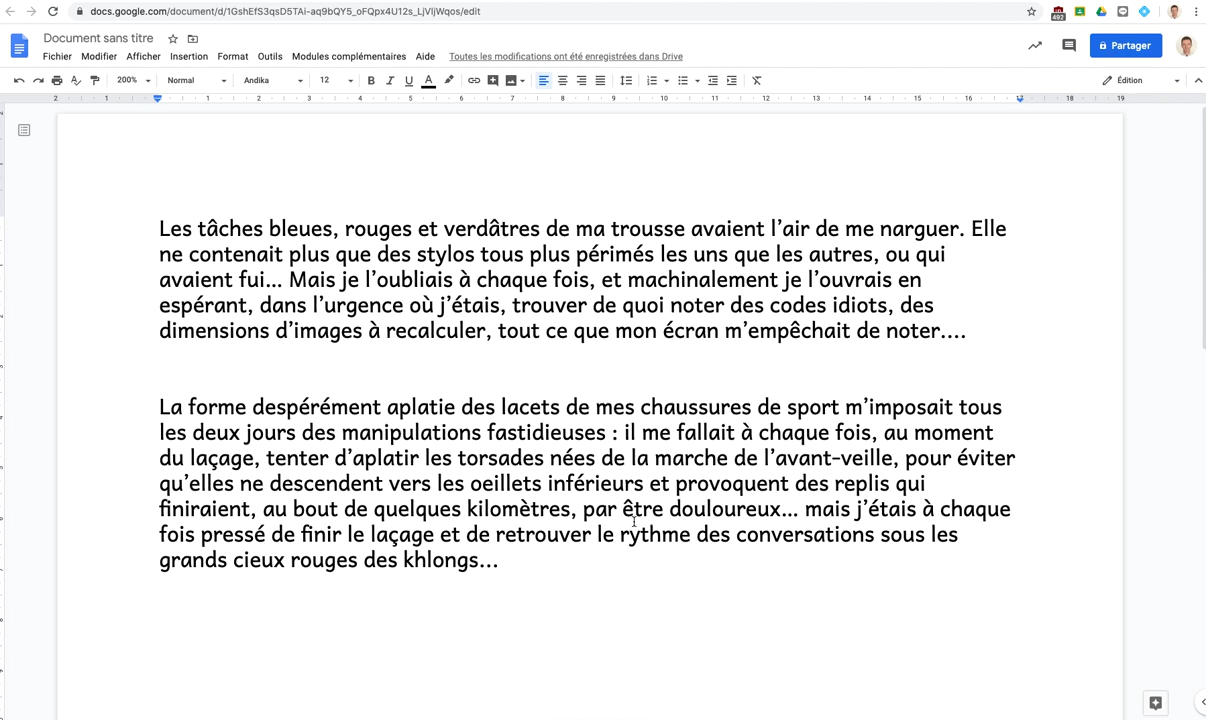 docs.google.com/document/d/1GshEfS3qsD5TAi-aq9bQY5_oFQpx4U12s_LjVljWqos/edit
492
Document sans titre
Fichier Modifier Afficher Insertion Format Outils Modules complémentaires Aide Toutes les modifications ont été enregistrées dans Drive
Partager
200% Normal Andika 12 B I U A Édition
2 1 1 2 3 4 5 6 7 8 9 10 11 12 13 14 15 16 17 18 19
Les tâches bleues, rouges et verdâtres de ma trousse avaient l’air de me narguer. Elle
ne contenait plus que des stylos tous plus périmés les uns que les autres, ou qui
avaient fui... Mais je l’oubliais à chaque fois, et machinalement je l’ouvrais en
espérant, dans l’urgence où j’étais, trouver de quoi noter des codes idiots, des
dimensions d’images à recalculer, tout ce que mon écran m’empêchait de noter....
La forme despérément aplatie des lacets de mes chaussures de sport m’imposait tous
les deux jours des manipulations fastidieuses : il me fallait à chaque fois, au moment
du laçage, tenter d’aplatir les torsades nées de la marche de l’avant-veille, pour éviter
qu’elles ne descendent vers les oeillets inférieurs et provoquent des replis qui
finiraient, au bout de quelques kilomètres, par être douloureux... mais j’étais à chaque
fois pressé de finir le laçage et de retrouver le rythme des conversations sous les
grands cieux rouges des khlongs...